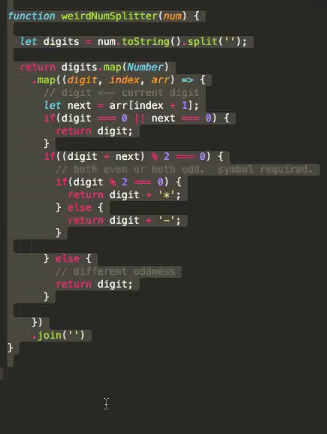 function weirdNumSplitter(num) {
let digits = num.toString().split('');
return digits.map(Number)
.map((digit, index, arr) => {
// digit <-- current digit
let next = arr[index + 1];
if(digit === 0 || next === 0) {
return digit;
}
if((digit + next) % 2 === 0) {
// both even or both odd.  Symbol required.
if(digit % 2 === 0) {
return digit + '*';
} else {
return digit + '-';
}
} else {
// different oddness
return digit;
}
})
.join('')
}